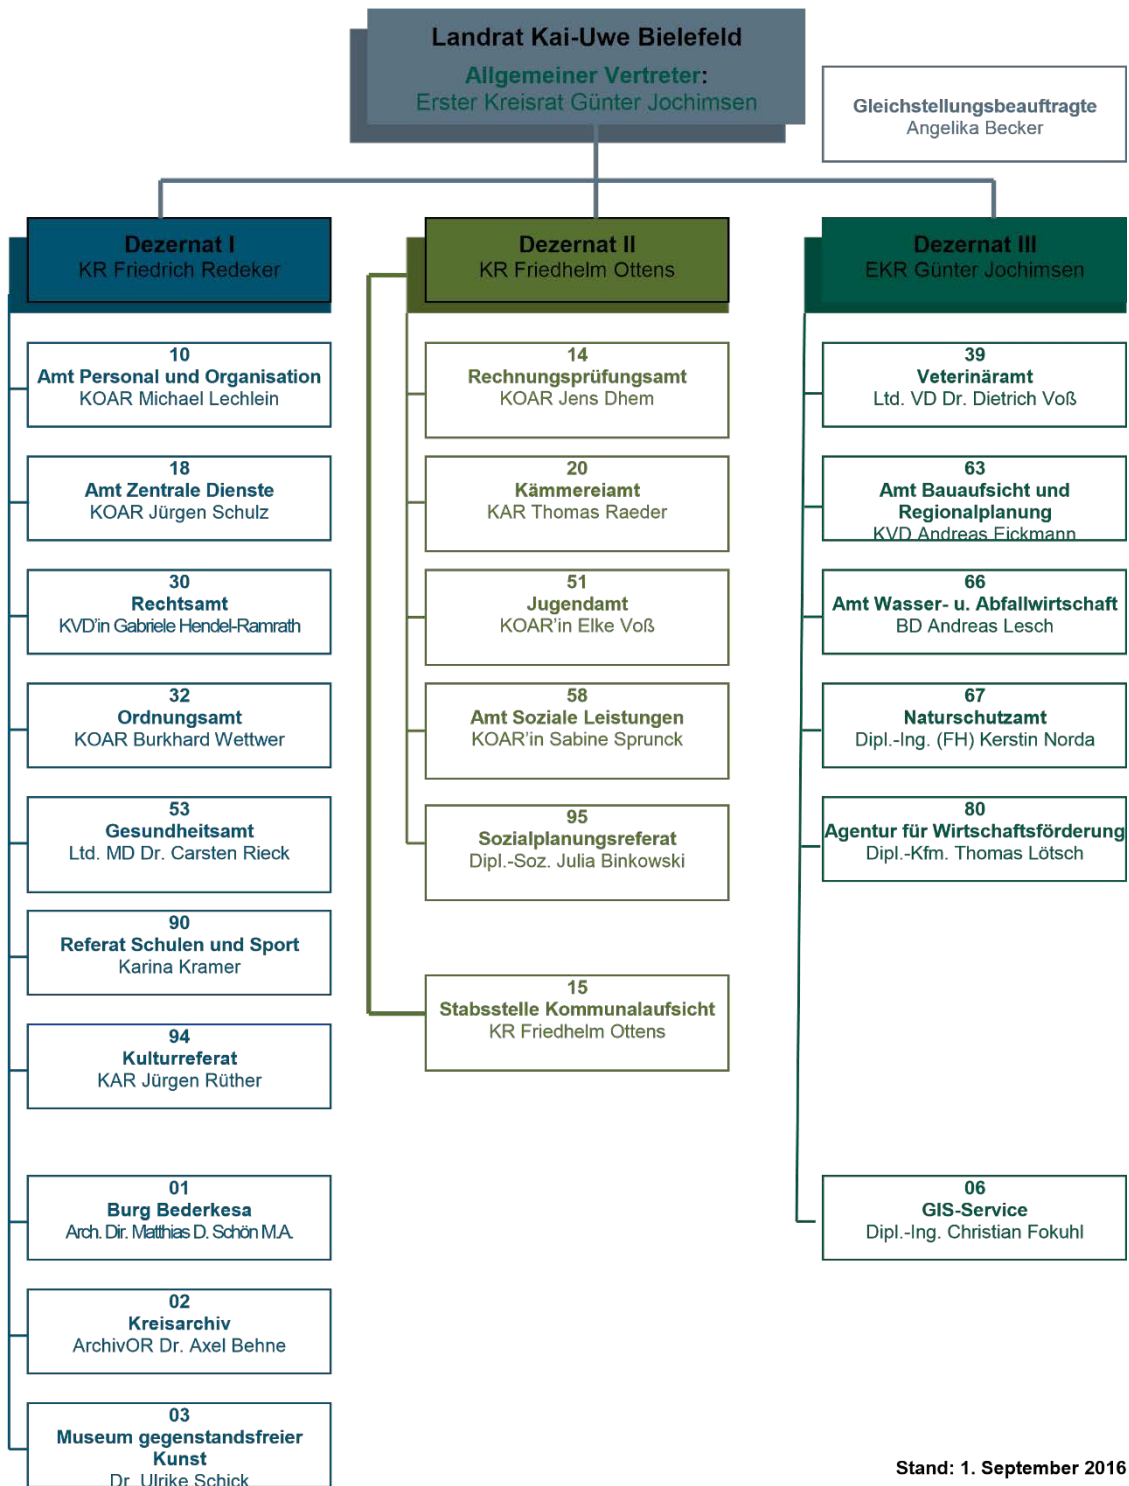 Landrat Kai-Uwe Bielefeld
Allgemeiner Vertreter:
Erster Kreisrat Günter Jochimsen
Gleichstellungsbeauftragte
Angelika Becker
Dezernat I
KR Friedrich Redeker
10
Amt Personal und Organisation
KOAR Michael Lechlein
18
Amt Zentrale Dienste
KOAR Jürgen Schulz
30
Rechtsamt
KVD'in Gabriele Hendel-Ramrath
32
Ordnungsamt
KOAR Burkhard Wettwer
53
Gesundheitsamt
Ltd. MD Dr. Carsten Rieck
90
Referat Schulen und Sport
Karina Kramer
94
Kulturreferat
KAR Jürgen Rüther
01
Burg Bederkesa
Arch. Dir. Matthias D. Schön M.A.
02
Kreisarchiv
ArchivOR Dr. Axel Behne
03
Museum gegenstandsfreier
Kunst
Dr. Ulrike Schick
Dezernat II
KR Friedhelm Ottens
14
Rechnungsprüfungsamt
KOAR Jens Dhem
20
Kämmereiamt
KAR Thomas Raeder
51
Jugendamt
KOAR'in Elke Voß
58
Amt Soziale Leistungen
KOAR'in Sabine Sprunck
95
Sozialplanungsreferat
Dipl.-Soz. Julia Binkowski
15
Stabsstelle Kommunalaufsicht
KR Friedhelm Ottens
Dezernat III
EKR Günter Jochimsen
39
Veterinäramt
Ltd. VD Dr. Dietrich Voß
63
Amt Bauaufsicht und
Regionalplanung
KVD Andreas Eickmann
66
Amt Wasser- u. Abfallwirtschaft
BD Andreas Lesch
67
Naturschutzamt
Dipl.-Ing. (FH) Kerstin Norda
80
Agentur für Wirtschaftsförderung
Dipl.-Kfm. Thomas Lötsch
06
GIS-Service
Dipl.-Ing. Christian Fokuhl
Stand: 1. September 2016